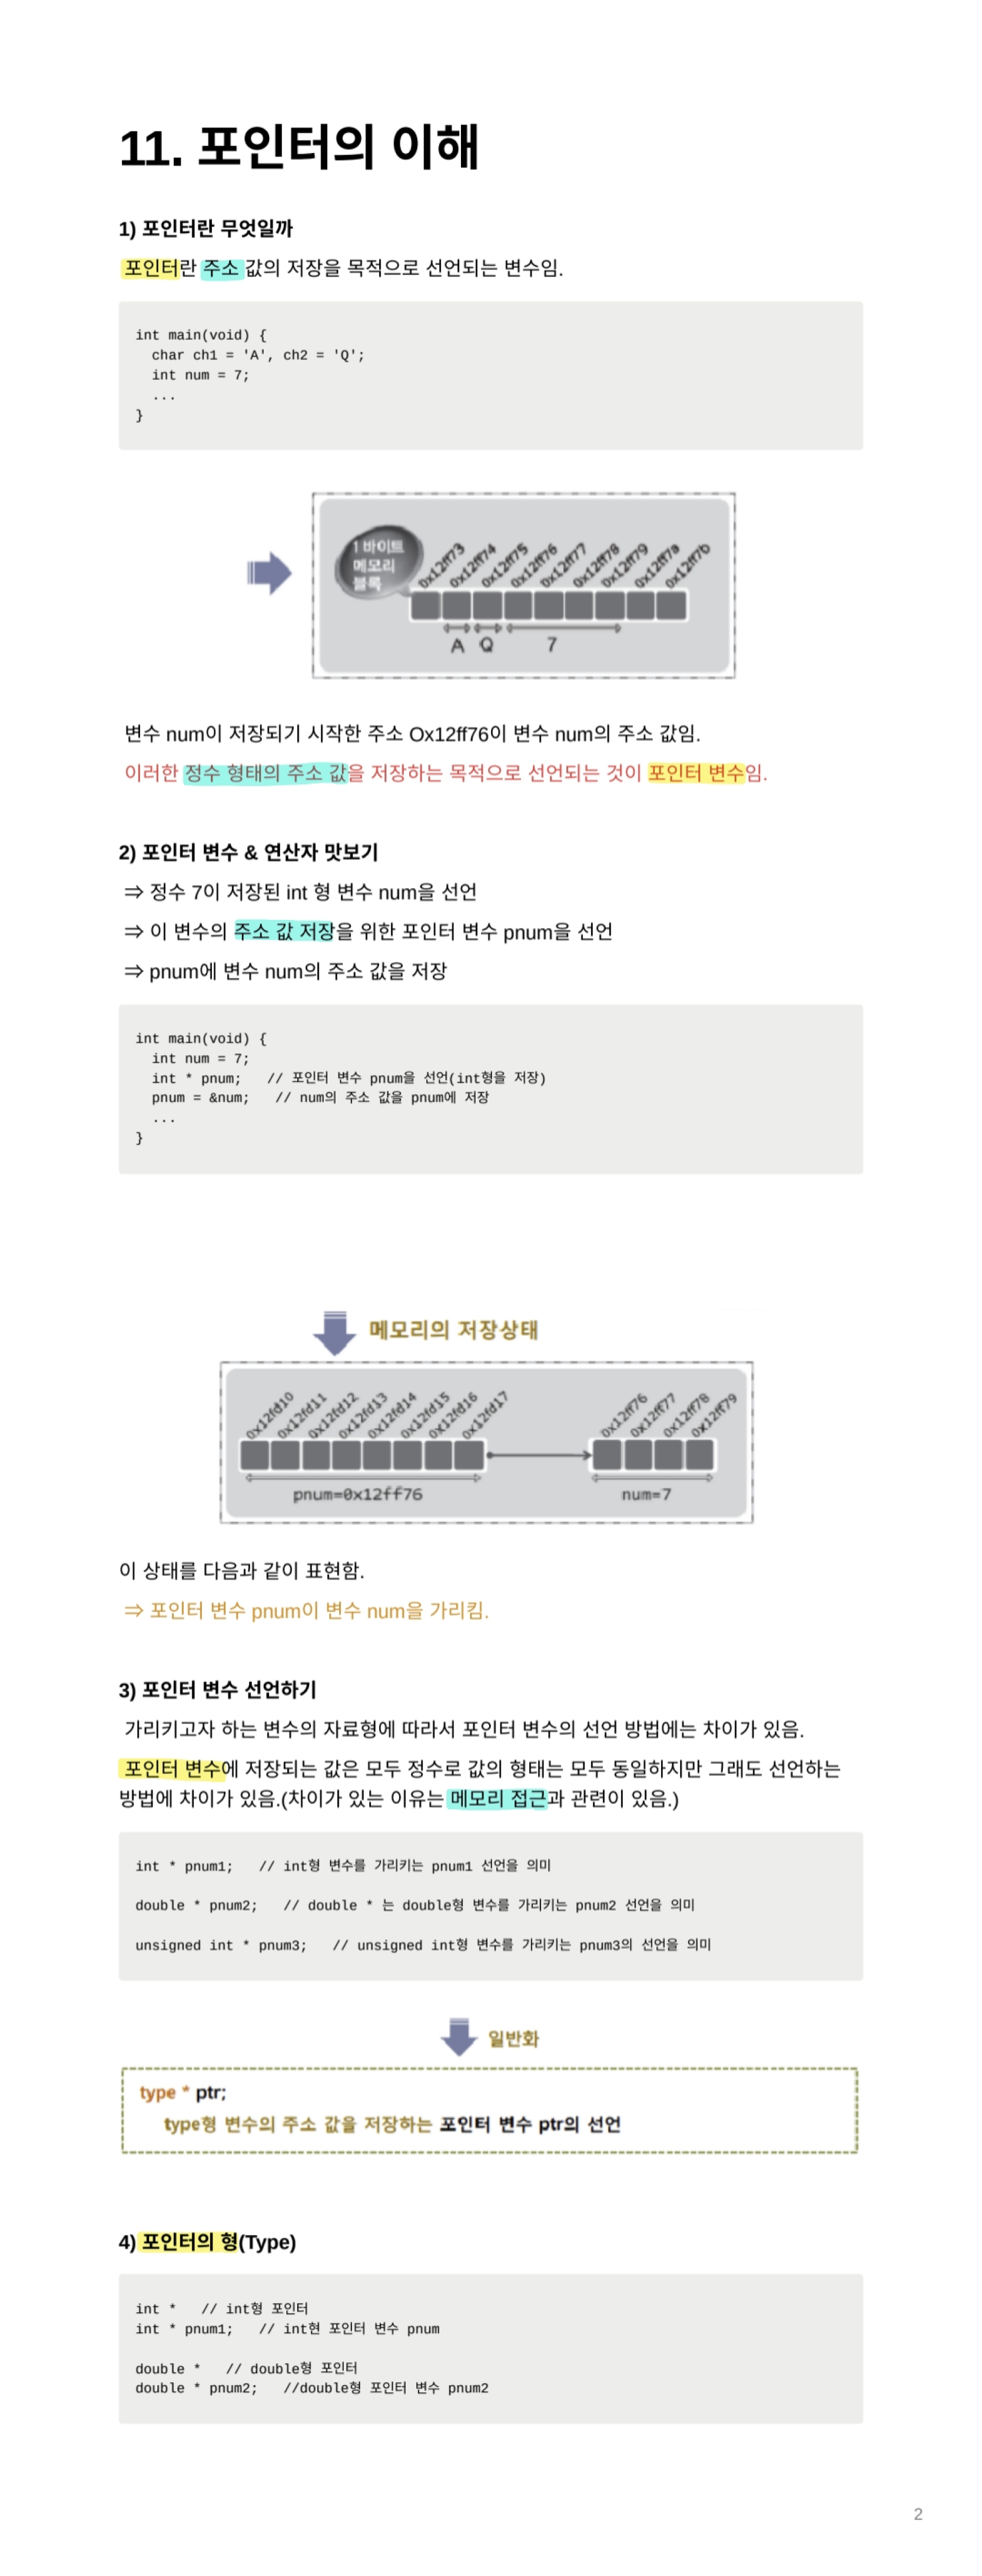 11. 포인터의 이해
1) 포인터란 무엇일까
포인터란 주소 값의 저장을 목적으로 선언되는 변수임.
int main(void) {
  char ch1 = 'A', ch2 = 'Q';
  int num = 7;
  ...
}
1 바이트
메모리
블록
0x12ff73 0x12ff74 0x12ff75 0x12ff76 0x12ff77 0x12ff78 0x12ff79 0x12ff7a 0x12ff7b
A Q 7
변수 num이 저장되기 시작한 주소 Ox12ff76이 변수 num의 주소 값임.
이러한 정수 형태의 주소 값을 저장하는 목적으로 선언되는 것이 포인터 변수임.
2) 포인터 변수 & 연산자 맛보기
⇒ 정수 7이 저장된 int 형 변수 num을 선언
⇒ 이 변수의 주소 값 저장을 위한 포인터 변수 pnum을 선언
⇒ pnum에 변수 num의 주소 값을 저장
int main(void) {
  int num = 7;
  int * pnum;   // 포인터 변수 pnum을 선언(int형을 저장)
  pnum = &num;   // num의 주소 값을 pnum에 저장
  ...
}
메모리의 저장상태
0x12fd10 0x12fd11 0x12fd12 0x12fd13 0x12fd14 0x12fd15 0x12fd16 0x12fd17 0x12ff76 0x12ff77 0x12ff78 0x12ff79
pnum=0x12ff76 num=7
이 상태를 다음과 같이 표현함.
⇒ 포인터 변수 pnum이 변수 num을 가리킴.
3) 포인터 변수 선언하기
가리키고자 하는 변수의 자료형에 따라서 포인터 변수의 선언 방법에는 차이가 있음.
포인터 변수에 저장되는 값은 모두 정수로 값의 형태는 모두 동일하지만 그래도 선언하는
방법에 차이가 있음.(차이가 있는 이유는 메모리 접근과 관련이 있음.)
int * pnum1;   // int형 변수를 가리키는 pnum1 선언을 의미
double * pnum2;   // double * 는 double형 변수를 가리키는 pnum2 선언을 의미
unsigned int * pnum3;   // unsigned int형 변수를 가리키는 pnum3의 선언을 의미
일반화
type * ptr;
type형 변수의 주소 값을 저장하는 포인터 변수 ptr의 선언
4) 포인터의 형(Type)
int *   // int형 포인터
int * pnum1;   // int현 포인터 변수 pnum
double *   // double형 포인터
double * pnum2;   //double형 포인터 변수 pnum2
2